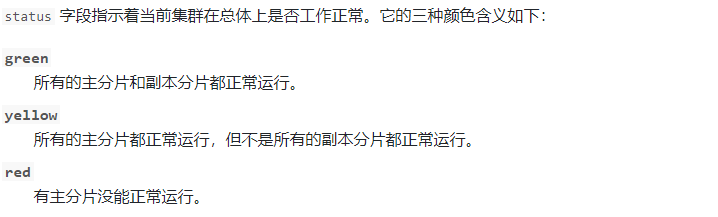 status 字段指示着当前集群在总体上是否工作正常。它的三种颜色含义如下：
green
所有的主分片和副本分片都正常运行。
yellow
所有的主分片都正常运行，但不是所有的副本分片都正常运行。
red
有主分片没能正常运行。